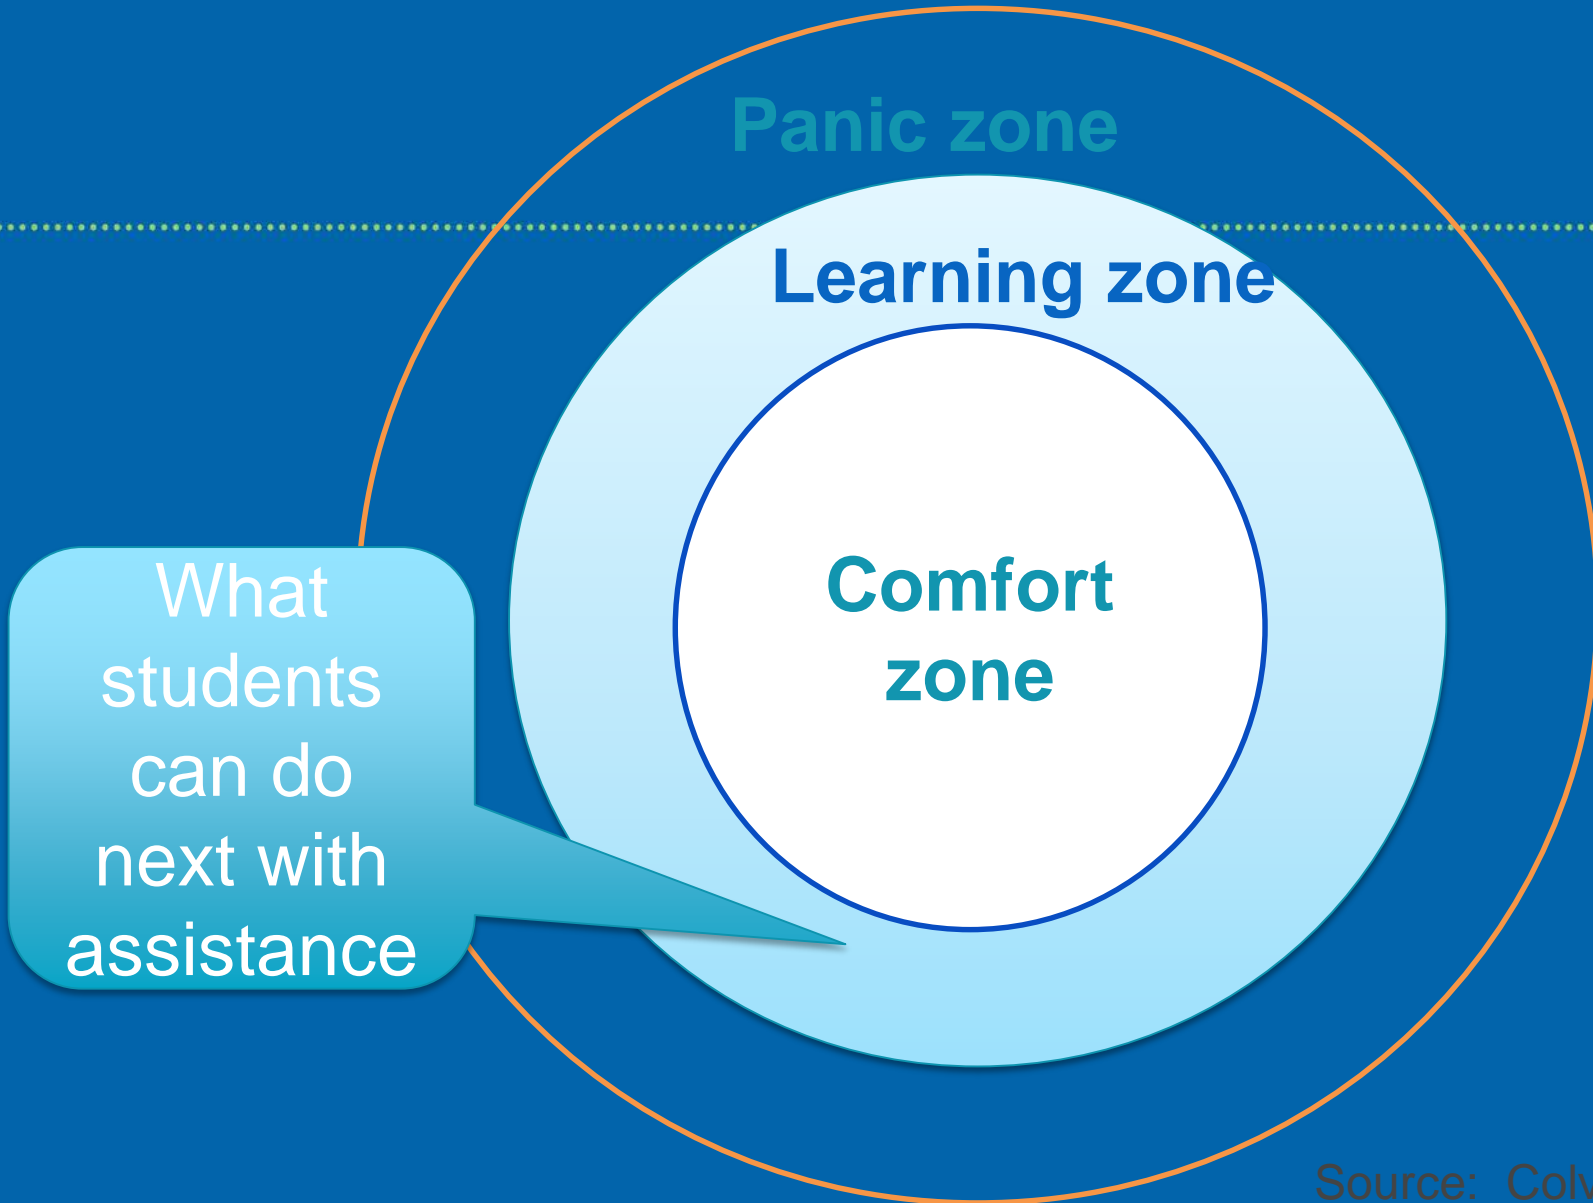 Panic zone
Learning zone
Comfort
zone
What
students
can do
next with
assistance
Source: